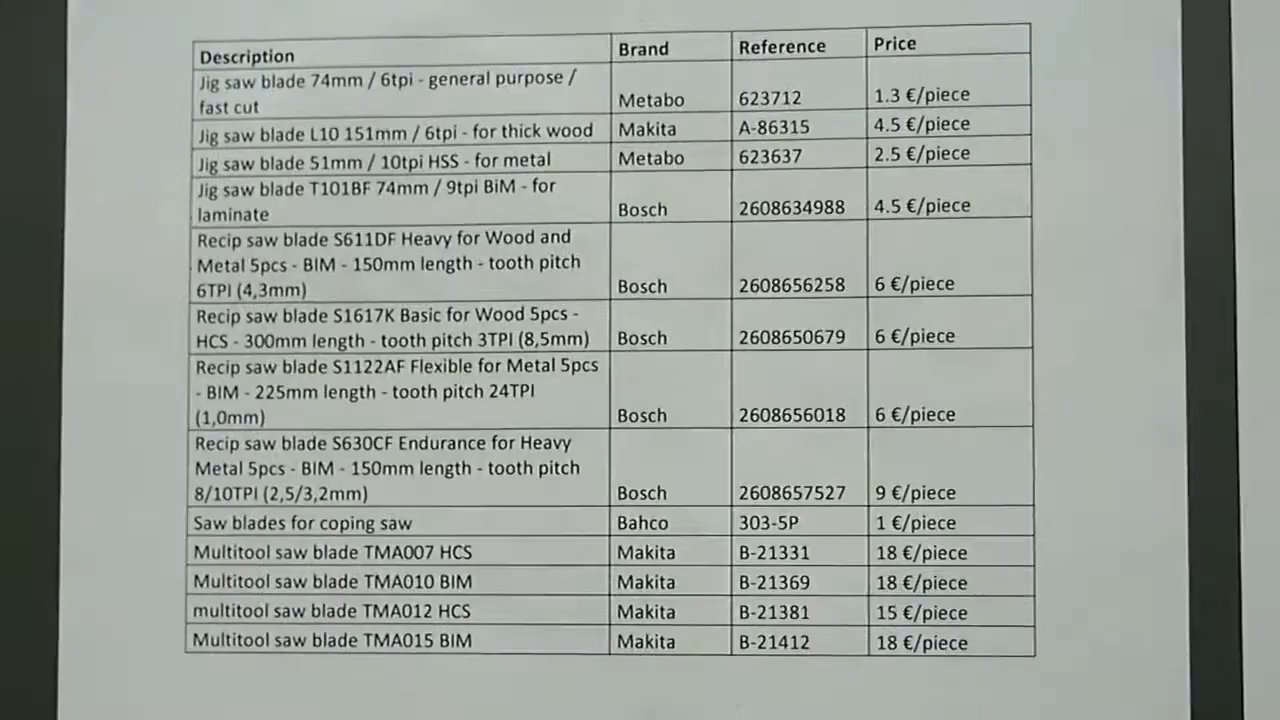 Description Brand Reference Price
Jig saw blade 74mm / 6tpi - general purpose /
fast cut Metabo 623712 1.3 €/piece
Jig saw blade L10 151mm / 6tpi - for thick wood Makita A-86315 4.5 €/piece
Jig saw blade 51mm / 10tpi HSS - for metal Metabo 623637 2.5 €/piece
Jig saw blade T101BF 74mm / 9tpi BiM - for
laminate Bosch 2608634988 4.5 €/piece
Recip saw blade S611DF Heavy for Wood and
Metal 5pcs - BIM - 150mm length - tooth pitch
6TPI (4,3mm) Bosch 2608656258 6 €/piece
Recip saw blade S1617K Basic for Wood 5pcs -
HCS - 300mm length - tooth pitch 3TPI (8,5mm) Bosch 2608650679 6 €/piece
Recip saw blade S1122AF Flexible for Metal 5pcs
- BIM - 225mm length - tooth pitch 24TPI
(1,0mm) Bosch 2608656018 6 €/piece
Recip saw blade S630CF Endurance for Heavy
Metal 5pcs - BIM - 150mm length - tooth pitch
8/10TPI (2,5/3,2mm) Bosch 2608657527 9 €/piece
Saw blades for coping saw Bahco 303-5P 1 €/piece
Multitool saw blade TMA007 HCS Makita B-21331 18 €/piece
Multitool saw blade TMA010 BIM Makita B-21369 18 €/piece
multitool saw blade TMA012 HCS Makita B-21381 15 €/piece
Multitool saw blade TMA015 BIM Makita B-21412 18 €/piece